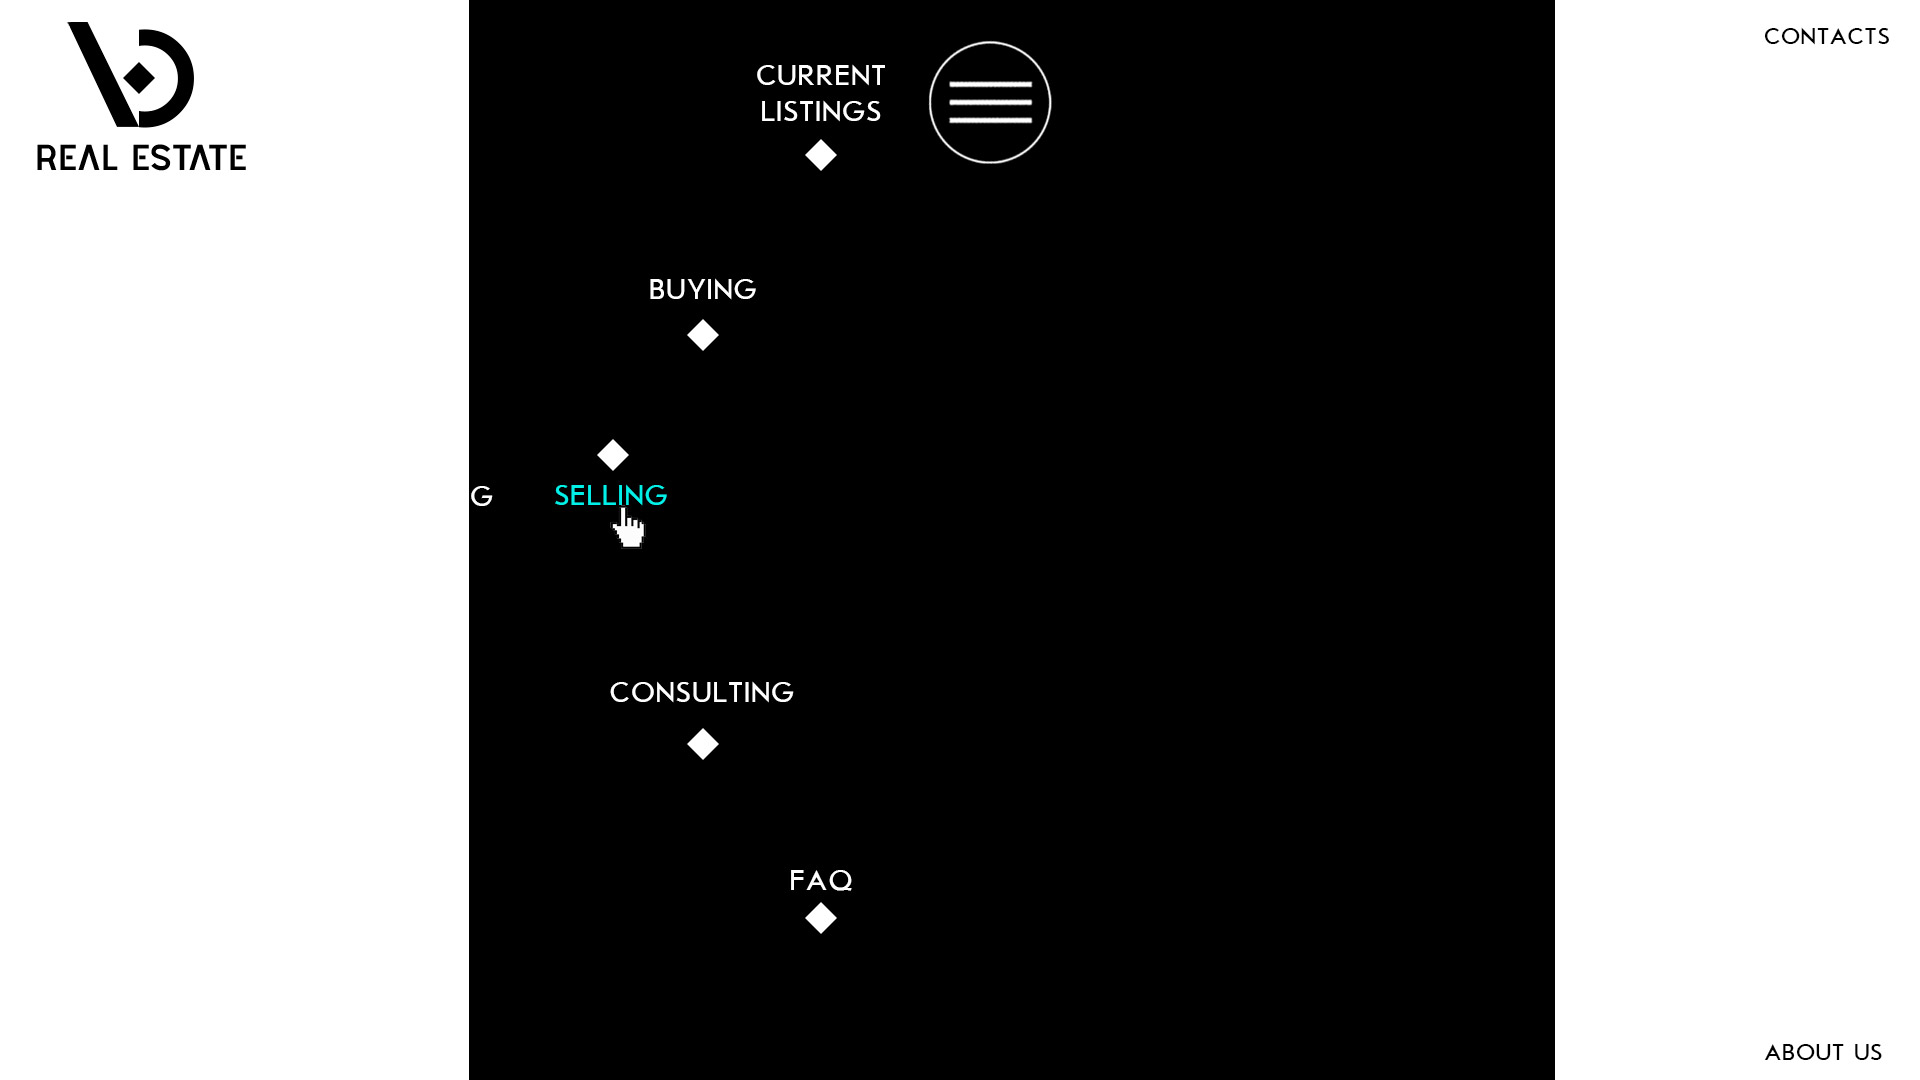 REAL ESTATE
CONTACTS
CURRENT
LISTINGS
BUYING
G
SELLING
CONSULTING
FAQ
ABOUT US